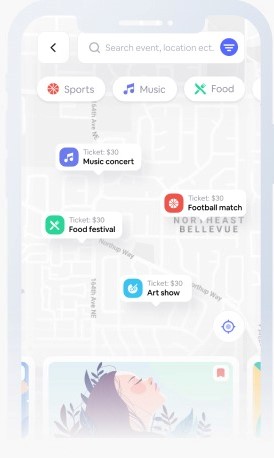 Search event, location ect.
Sports
Music
Food
164th Ave NE
Ticket: $30
Music concert
Ticket: $30
Football match
NORTHEAST
BELLEVUE
Ticket: $30
Food festival
Northup Way
164th Ave NE
Ticket: $30
Art show
Northup Way